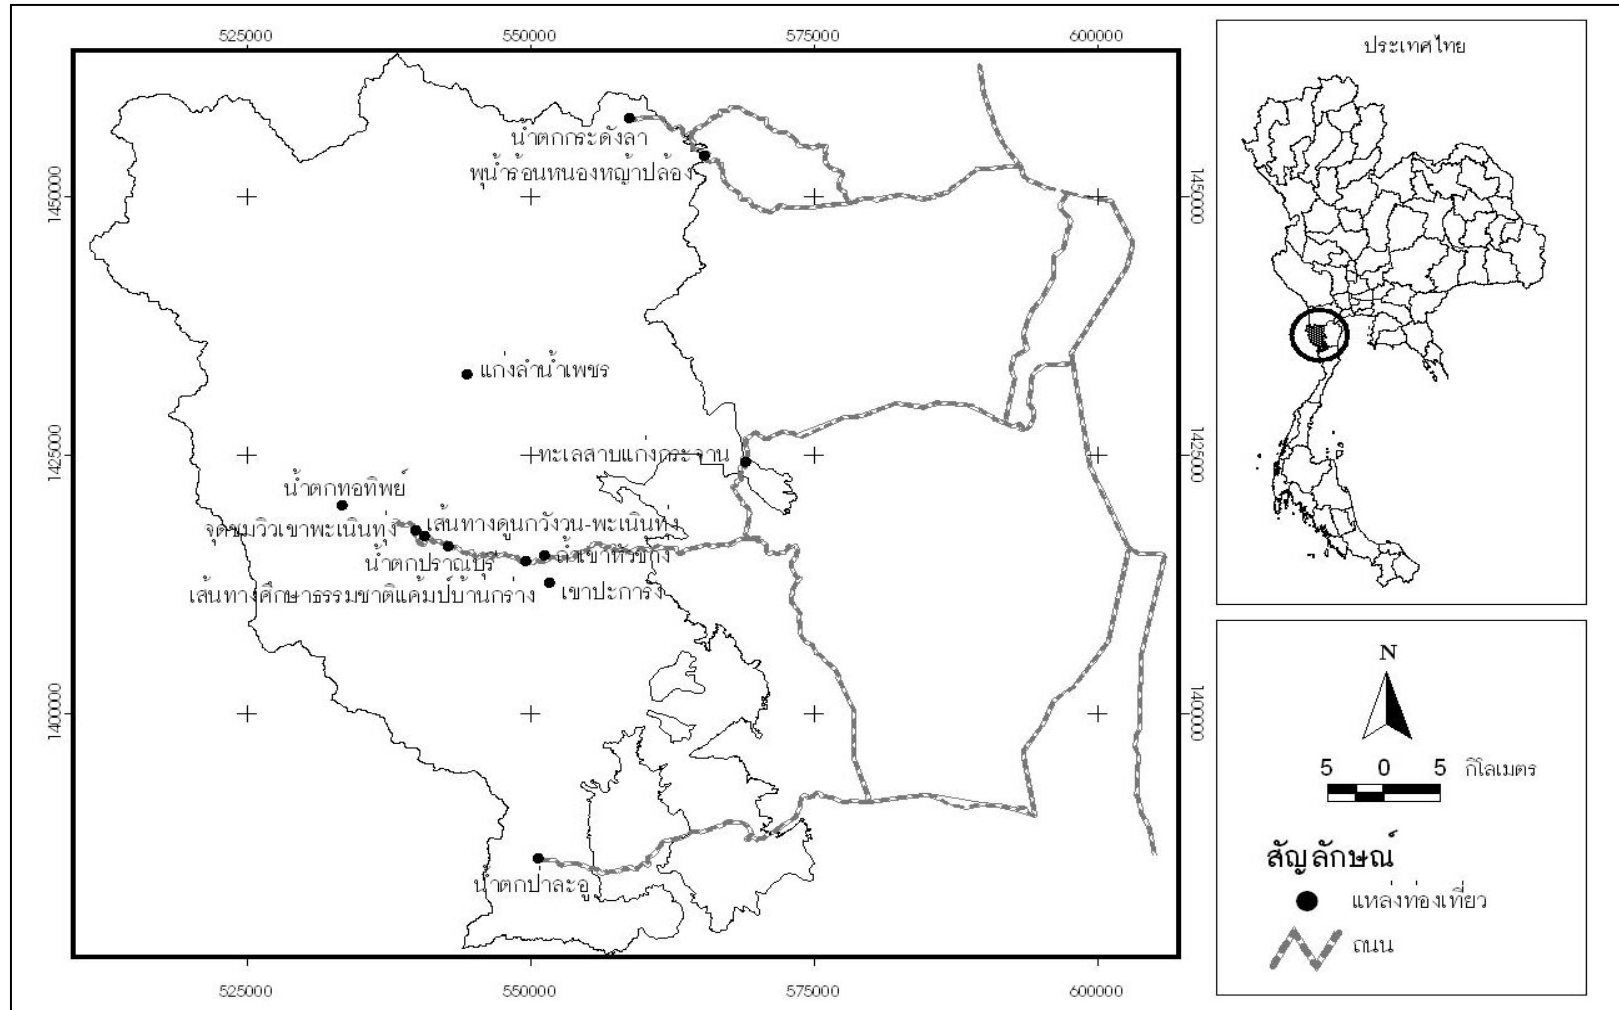 525000 550000 575000 600000
ประเทศไทย
น้ำตกกระดังลา
พุน้ำร้อนหนองหญ้าปล้อง
1450000 1450000
แก่งลำน้ำเพชร
ทะเลสาบแก่งกระจาน
1425000 1425000
น้ำตกทอทิพย์
จุดชมวิวเขาพะเนินทุ่ง
เส้นทางดูนกวังวน-พะเนินทุ่ง
น้ำตกปราณบุรี
ถ้ำเขาหัวช้าง
เส้นทางศึกษาธรรมชาติแค้มป์บ้านกร่าง
เขาปะการัง
1400000 1400000
น้ำตกป่าละอู
525000 550000 575000 600000
N
5 0 5 กิโลเมตร
สัญลักษณ์
แหล่งท่องเที่ยว
ถนน